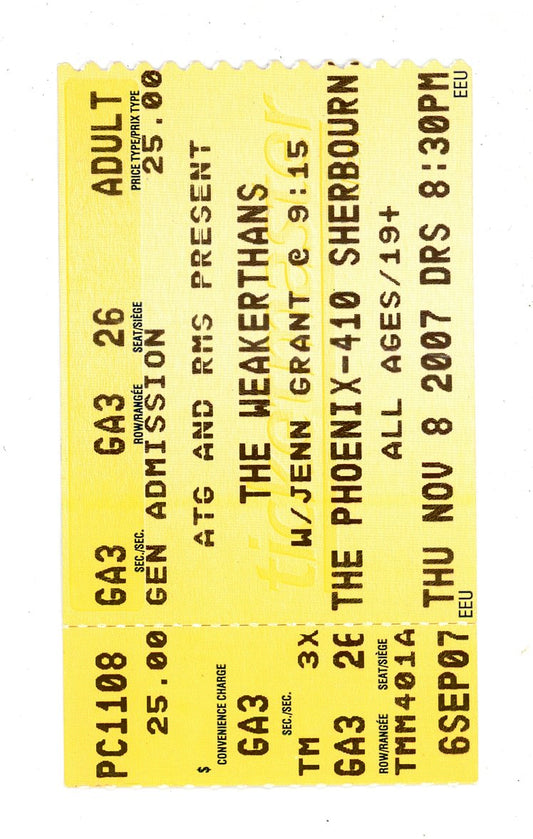 PC1108
25.00
$ CONVENIENCE CHARGE
GA3
SEC./SEC.
TM 3X
GA3 26
ROW/RANGÉE SEAT/SIÈGE
TMM401A
6SEP07
GA3 GA3 26 ADULT
SEC./SEC. ROW/RANGÉE SEAT/SIÈGE PRICE TYPE/PRIX TYPE
GEN ADMISSION 25.00
ATG AND RMS PRESENT
THE WEAKERTHANS
W/JENN GRANT @ 9:15
ticketmaster
THE PHOENIX-410 SHERBOURN
ALL AGES/19+
THU NOV 8 2007 DRS 8:30PM
EEU EEU